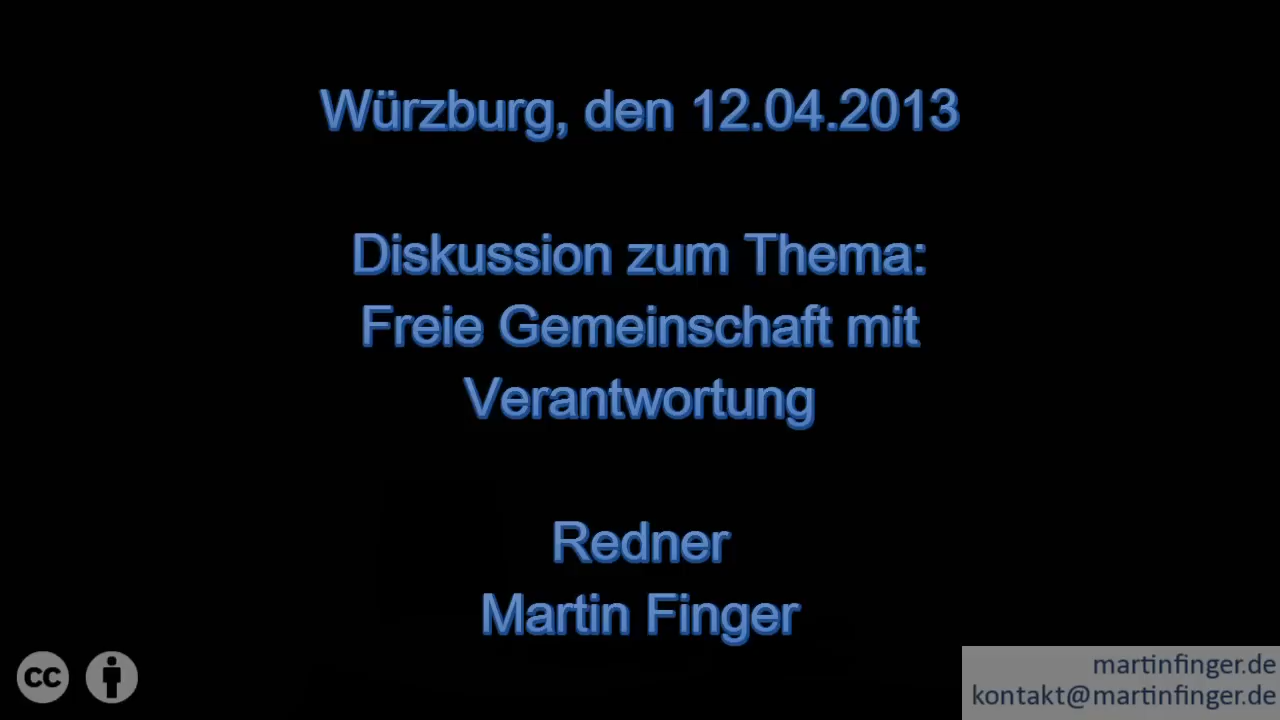 Würzburg, den 12.04.2013
Diskussion zum Thema:
Freie Gemeinschaft mit
Verantwortung
Redner
Martin Finger
cc
martinfinger.de
kontakt@martinfinger.de